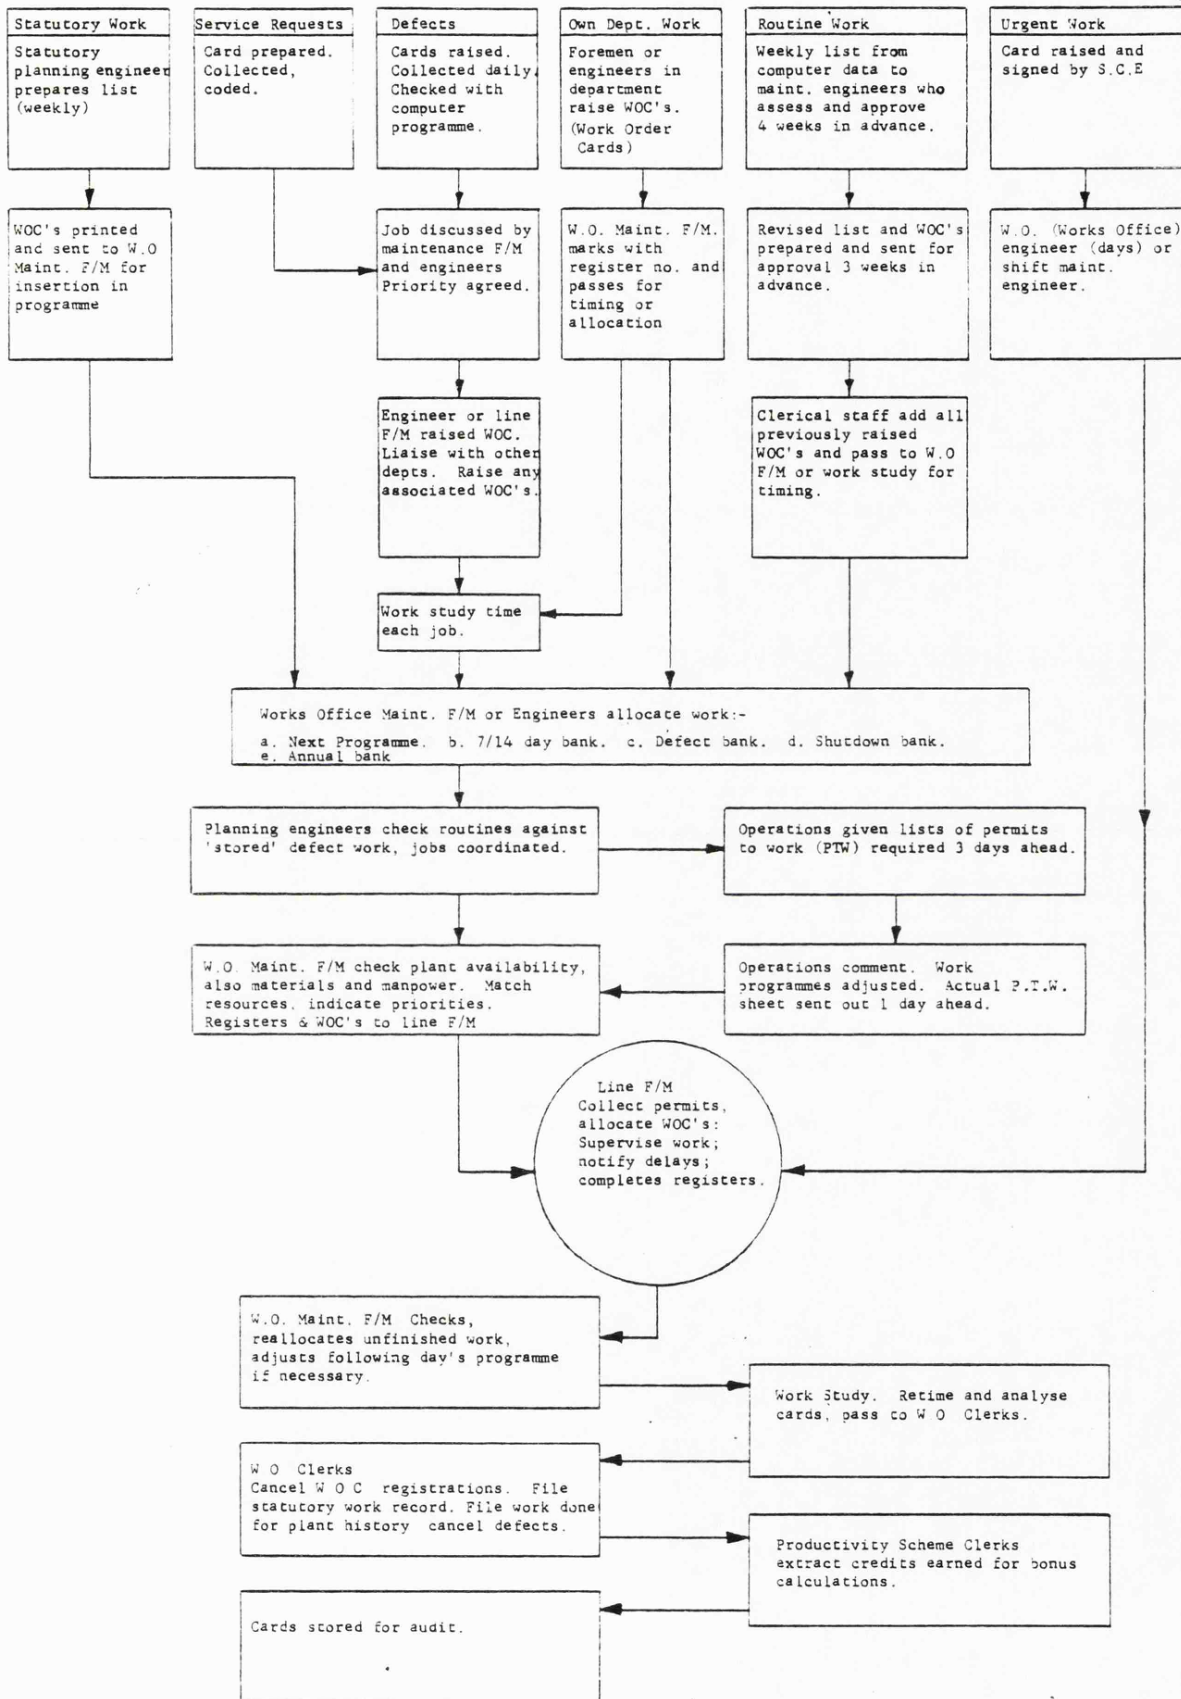 Statutory Work
Statutory
planning engineer
prepares list
(weekly)
Service Requests
Card prepared.
Collected,
coded.
Defects
Cards raised.
Collected daily.
Checked with
computer
programme.
Own Dept. Work
Foremen or
engineers in
department
raise WOC's.
(Work Order
Cards)
Routine Work
Weekly list from
computer data to
maint. engineers who
assess and approve
4 weeks in advance.
Urgent Work
Card raised and
signed by S.C.E
WOC's printed
and sent to W.O
Maint. F/M for
insertion in
programme
Job discussed by
maintenance F/M
and engineers
Priority agreed.
W.O. Maint. F/M.
marks with
register no. and
passes for
timing or
allocation
Revised list and WOC's
prepared and sent for
approval 3 weeks in
advance.
W.O. (Works Office)
engineer (days) or
shift maint.
engineer.
Engineer or line
F/M raised WOC.
Liaise with other
depts. Raise any
associated WOC's.
Clerical staff add all
previously raised
WOC's and pass to W.O
F/M or work study for
timing.
Work study time
each job.
Works Office Maint. F/M or Engineers allocate work:-
a. Next Programme. b. 7/14 day bank. c. Defect bank. d. Shutdown bank.
e. Annual bank
Planning engineers check routines against
'stored' defect work, jobs coordinated.
Operations given lists of permits
to work (PTW) required 3 days ahead.
W.O. Maint. F/M check plant availability,
also materials and manpower. Match
resources, indicate priorities.
Registers & WOC's to line F/M
Operations comment. Work
programmes adjusted. Actual P.T.W.
sheet sent out 1 day ahead.
Line F/M
Collect permits,
allocate WOC's:
Supervise work;
notify delays;
completes registers.
W.O. Maint. F/M Checks,
reallocates unfinished work,
adjusts following day's programme
if necessary.
Work Study. Retime and analyse
cards, pass to W O Clerks.
W O Clerks
Cancel W O C registrations. File
statutory work record. File work done
for plant history cancel defects.
Productivity Scheme Clerks
extract credits earned for bonus
calculations.
Cards stored for audit.